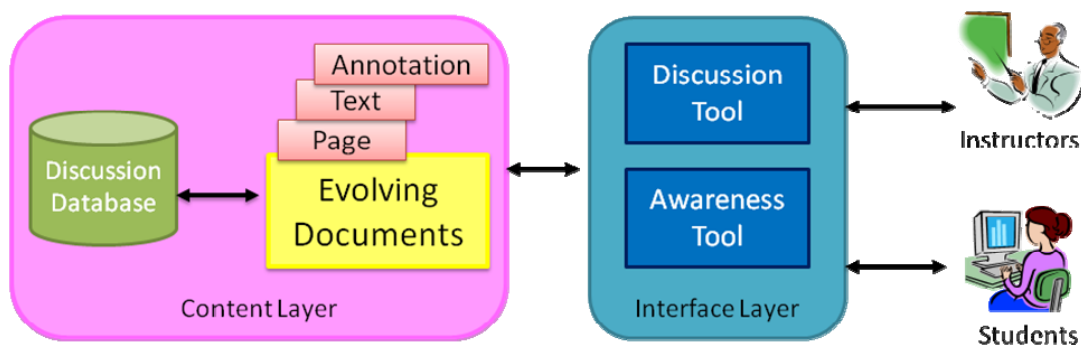 Annotation
Text
Page
Discussion
Database
Evolving
Documents
Content Layer
Discussion
Tool
Awareness
Tool
Interface Layer
Instructors
Students